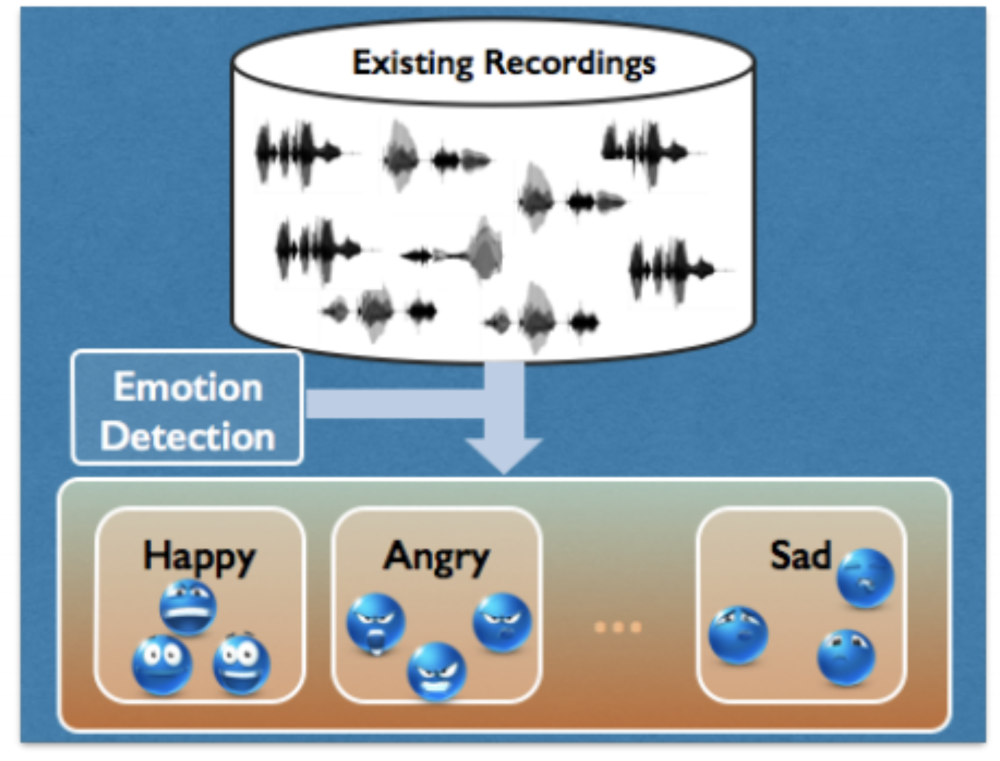 Existing Recordings
Emotion
Detection
Happy
Angry
...
Sad